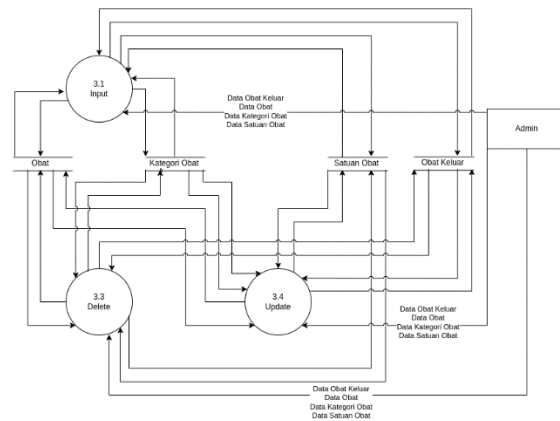 3.1
Input
Data Obat Keluar
Data Obat
Data Kategori Obat
Data Satuan Obat
Admin
Obat
Kategori Obat
Satuan Obat
Obat Keluar
3.3
Delete
3.4
Update
Data Obat Keluar
Data Obat
Data Kategori Obat
Data Satuan Obat
Data Obat Keluar
Data Obat
Data Kategori Obat
Data Satuan Obat